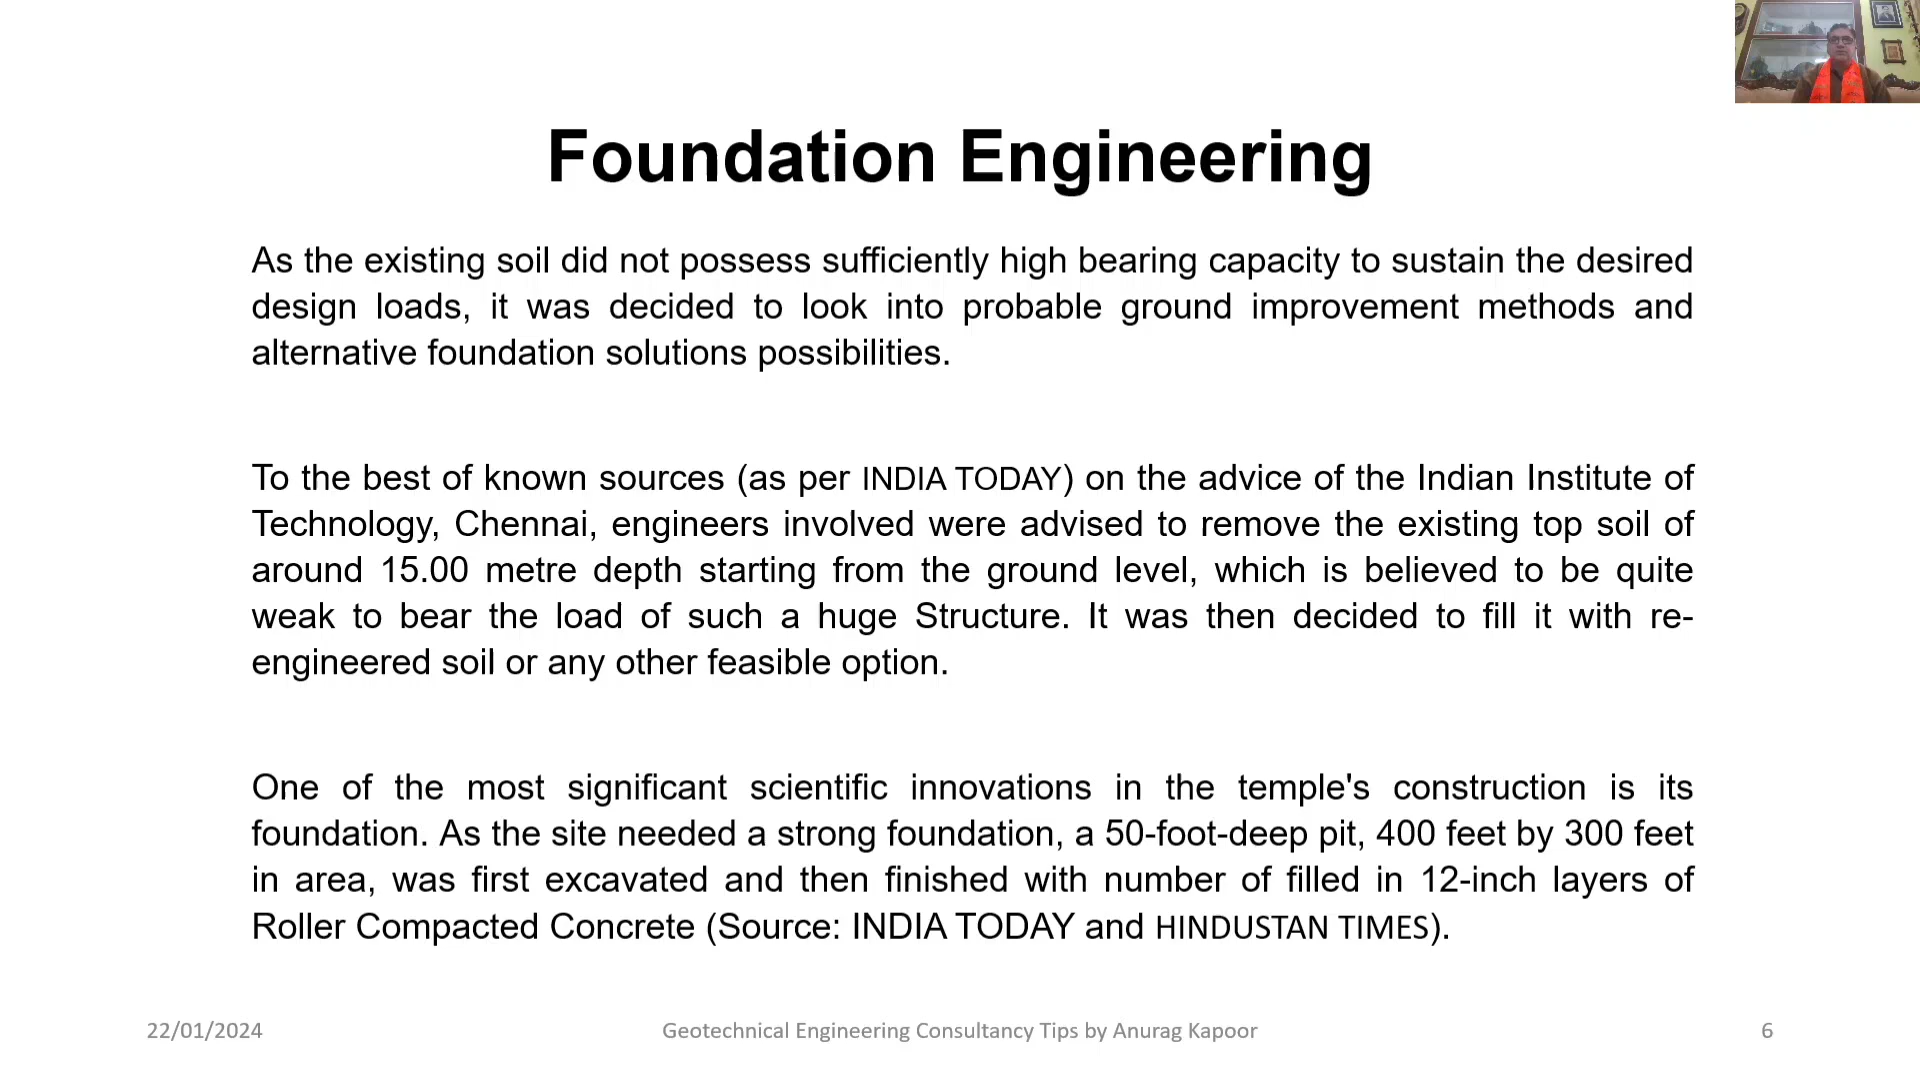 Foundation Engineering
As the existing soil did not possess sufficiently high bearing capacity to sustain the desired
design loads, it was decided to look into probable ground improvement methods and
alternative foundation solutions possibilities.
To the best of known sources (as per INDIA TODAY) on the advice of the Indian Institute of
Technology, Chennai, engineers involved were advised to remove the existing top soil of
around 15.00 metre depth starting from the ground level, which is believed to be quite
weak to bear the load of such a huge Structure. It was then decided to fill it with re-
engineered soil or any other feasible option.
One of the most significant scientific innovations in the temple's construction is its
foundation. As the site needed a strong foundation, a 50-foot-deep pit, 400 feet by 300 feet
in area, was first excavated and then finished with number of filled in 12-inch layers of
Roller Compacted Concrete (Source: INDIA TODAY and HINDUSTAN TIMES).
22/01/2024
Geotechnical Engineering Consultancy Tips by Anurag Kapoor
6